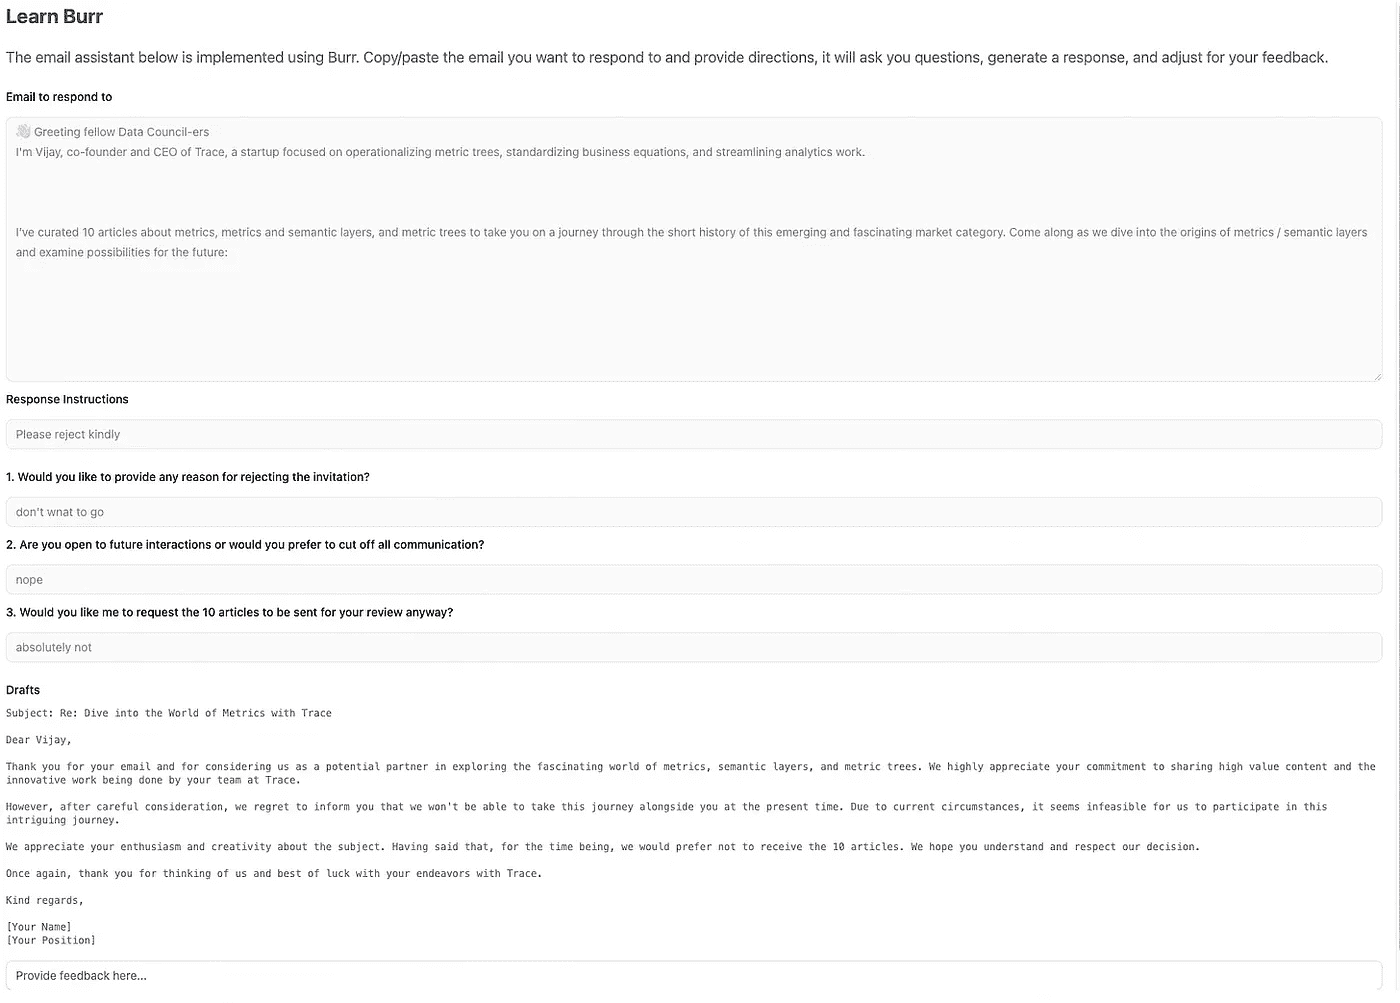 Learn Burr
The email assistant below is implemented using Burr. Copy/paste the email you want to respond to and provide directions, it will ask you questions, generate a response, and adjust for your feedback.
Email to respond to
👋 Greeting fellow Data Council-ers
I'm Vijay, co-founder and CEO of Trace, a startup focused on operationalizing metric trees, standardizing business equations, and streamlining analytics work.
I've curated 10 articles about metrics, metrics and semantic layers, and metric trees to take you on a journey through the short history of this emerging and fascinating market category. Come along as we dive into the origins of metrics / semantic layers
and examine possibilities for the future:
Response Instructions
Please reject kindly
1. Would you like to provide any reason for rejecting the invitation?
don't wnat to go
2. Are you open to future interactions or would you prefer to cut off all communication?
nope
3. Would you like me to request the 10 articles to be sent for your review anyway?
absolutely not
Drafts
Subject: Re: Dive into the World of Metrics with Trace
Dear Vijay,
Thank you for your email and for considering us as a potential partner in exploring the fascinating world of metrics, semantic layers, and metric trees. We highly appreciate your commitment to sharing high value content and the
innovative work being done by your team at Trace.
However, after careful consideration, we regret to inform you that we won't be able to take this journey alongside you at the present time. Due to current circumstances, it seems infeasible for us to participate in this
intriguing journey.
We appreciate your enthusiasm and creativity about the subject. Having said that, for the time being, we would prefer not to receive the 10 articles. We hope you understand and respect our decision.
Once again, thank you for thinking of us and best of luck with your endeavors with Trace.
Kind regards,
[Your Name]
[Your Position]
Provide feedback here...